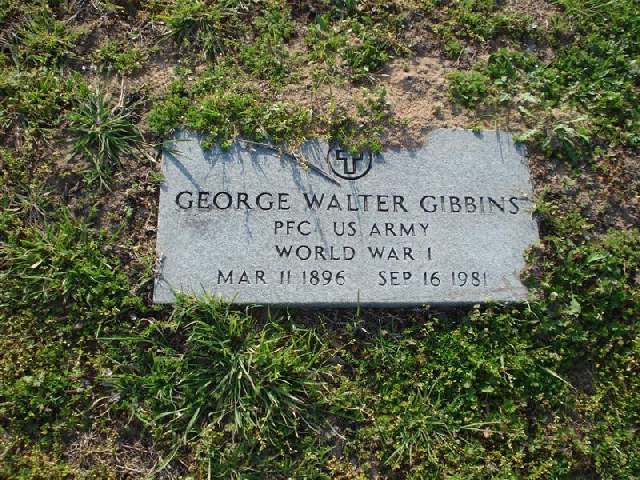 GEORGE WALTER GIBBINS
PFC US ARMY
WORLD WAR I
MAR 11 1896 SEP 16 1981